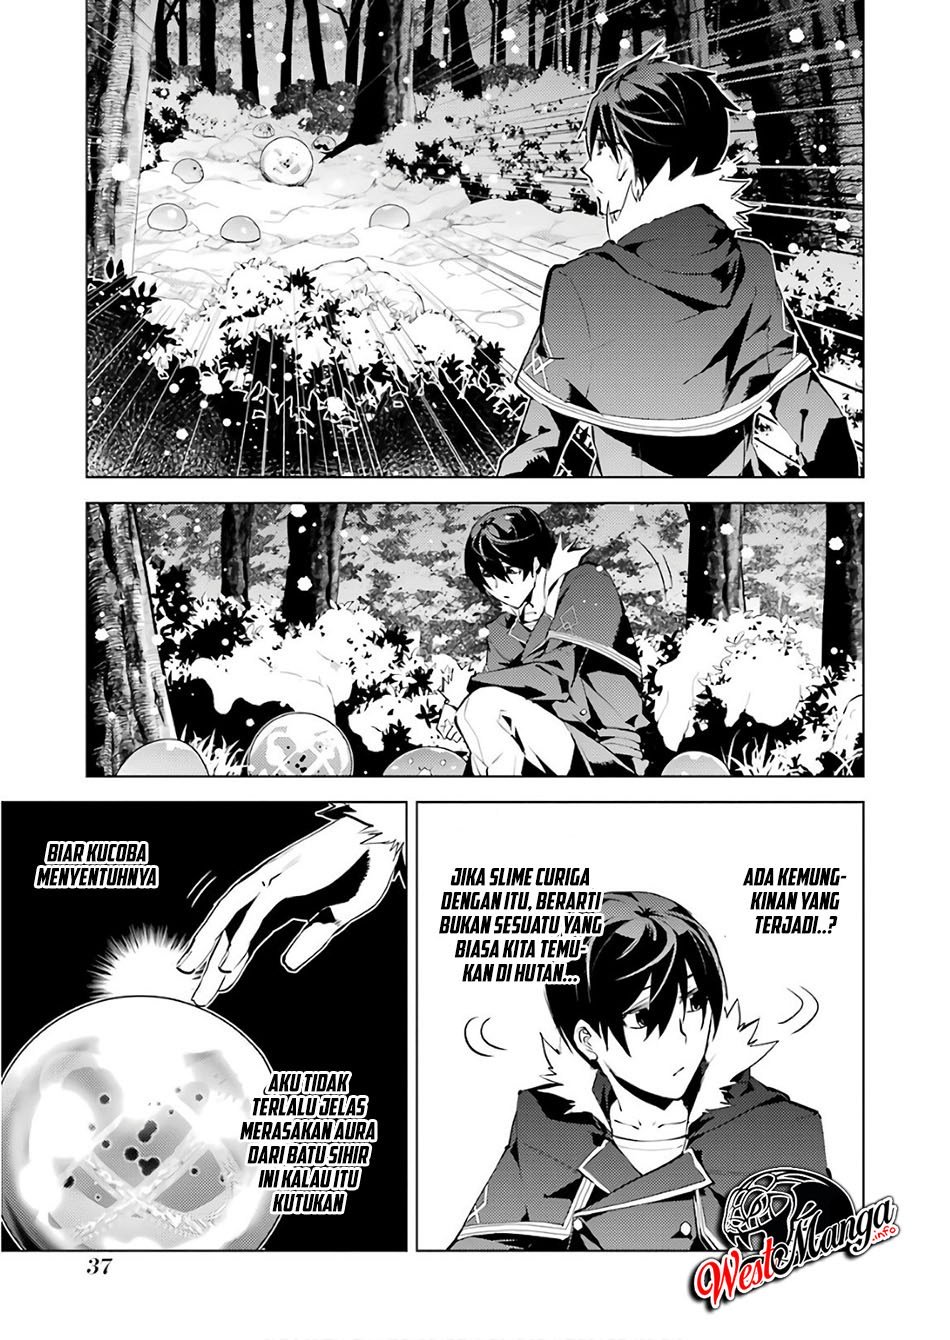 ADA KEMUNG-
KINAN YANG
TERJADI..?
JIKA SLIME CURIGA
DENGAN ITU, BERARTI
BUKAN SESUATU YANG
BIASA KITA TEMU-
KAN DI HUTAN...
BIAR KUCOBA
MENYENTUHNYA
AKU TIDAK
TERLALU JELAS
MERASAKAN AURA
DARI BATU SIHIR
INI KALAU ITU
KUTUKAN
37
WestManga
.info